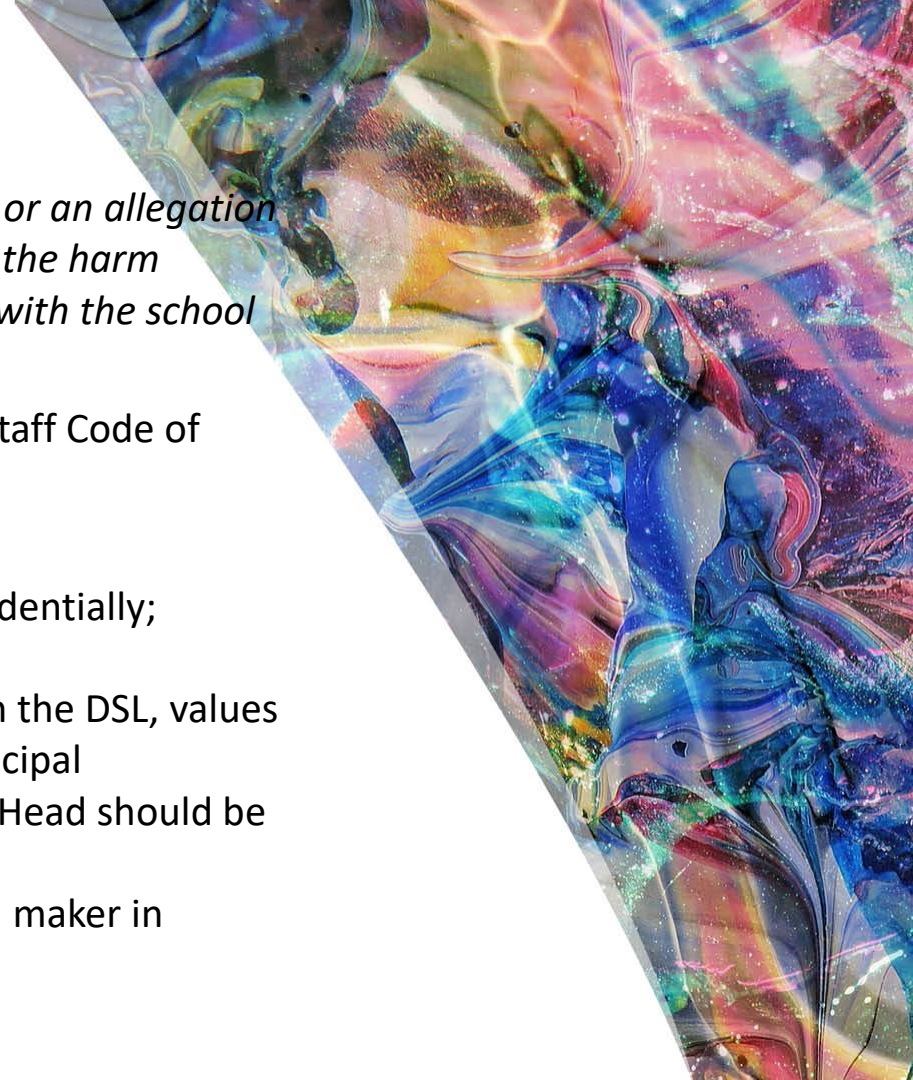 or an allegation
the harm
with the school
taff Code of
dentially;
n the DSL, values
cipal
Head should be
maker in